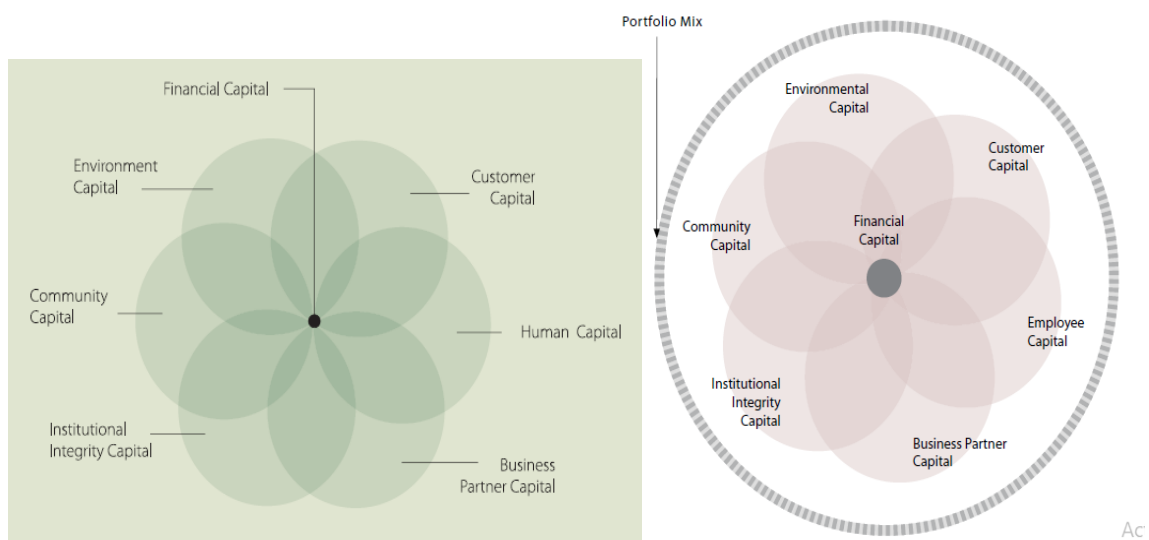 Financial Capital
Environment
Capital
Customer
Capital
Community
Capital
Human Capital
Institutional
Integrity Capital
Business
Partner Capital
Portfolio Mix
Environmental
Capital
Customer
Capital
Community
Capital
Financial
Capital
Employee
Capital
Institutional
Integrity
Capital
Business Partner
Capital
Ac